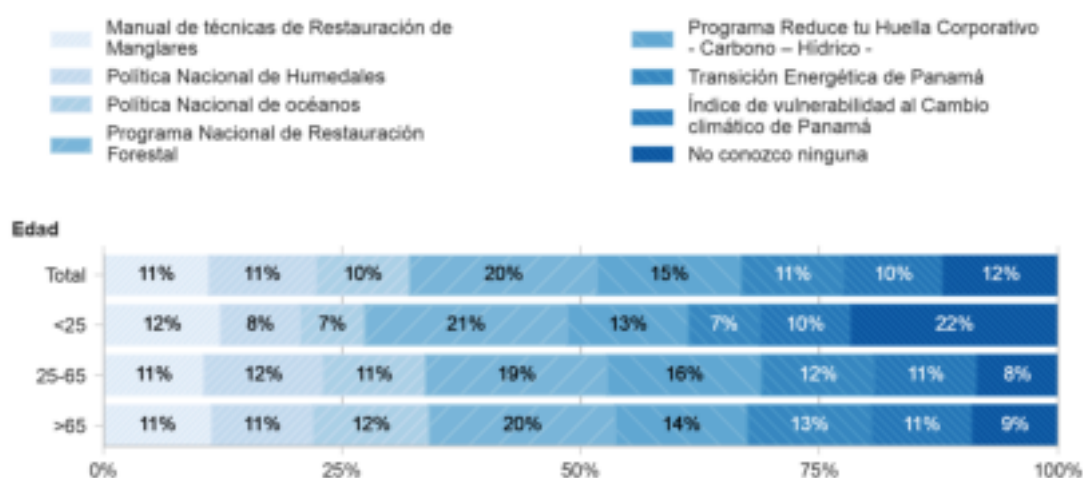 Manual de técnicas de Restauración de
Manglares
Política Nacional de Humedales
Política Nacional de océanos
Programa Nacional de Restauración
Forestal
Programa Reduce tu Huella Corporativo
- Carbono – Hídrico -
Transición Energética de Panamá
Índice de vulnerabilidad al Cambio
climático de Panamá
No conozco ninguna
Edad
Total 11% 11% 10% 20% 15% 11% 10% 12%
<25 12% 8% 7% 21% 13% 7% 10% 22%
25-65 11% 12% 11% 19% 16% 12% 11% 8%
>65 11% 11% 12% 20% 14% 13% 11% 9%
0% 25% 50% 75% 100%